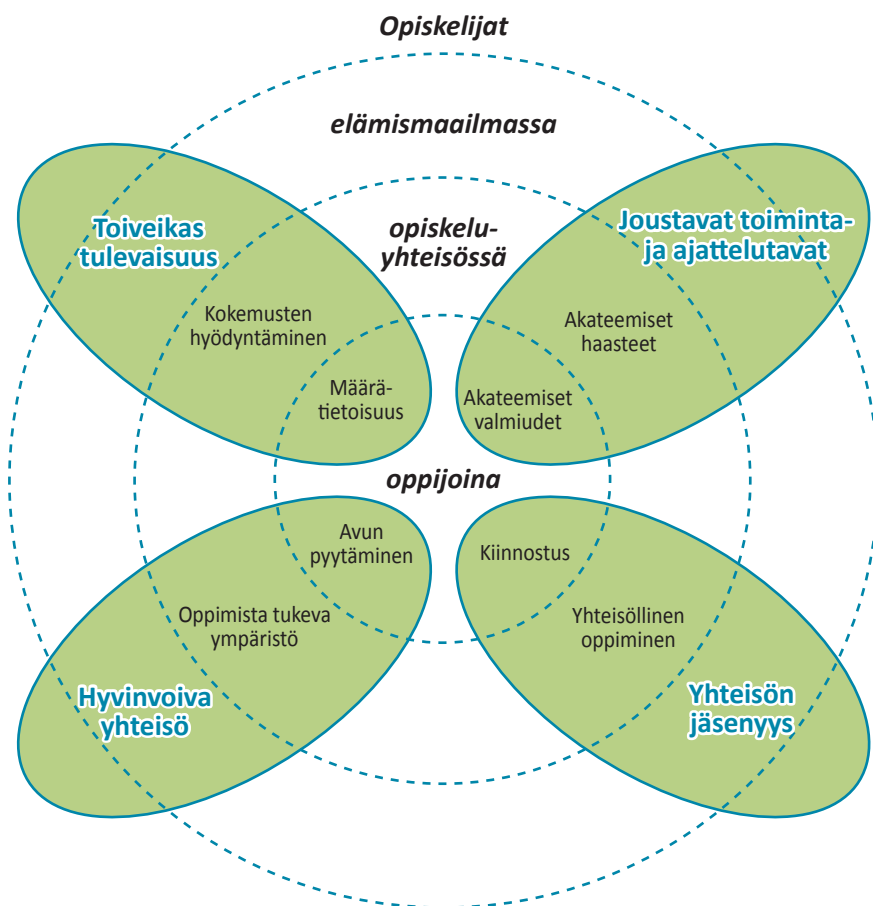 Opiskelijat
elämismaailmassa
opiskelu-
yhteisössä
Toiveikas
tulevaisuus
Joustavat toiminta-
ja ajattelutavat
Kokemusten
hyödyntäminen
Akateemiset
haasteet
Määrä-
tietoisuus
Akateemiset
valmiudet
oppijoina
Avun
pyytäminen
Kiinnostus
Oppimista tukeva
ympäristö
Yhteisöllinen
oppiminen
Hyvinvoiva
yhteisö
Yhteisön
jäsenyys